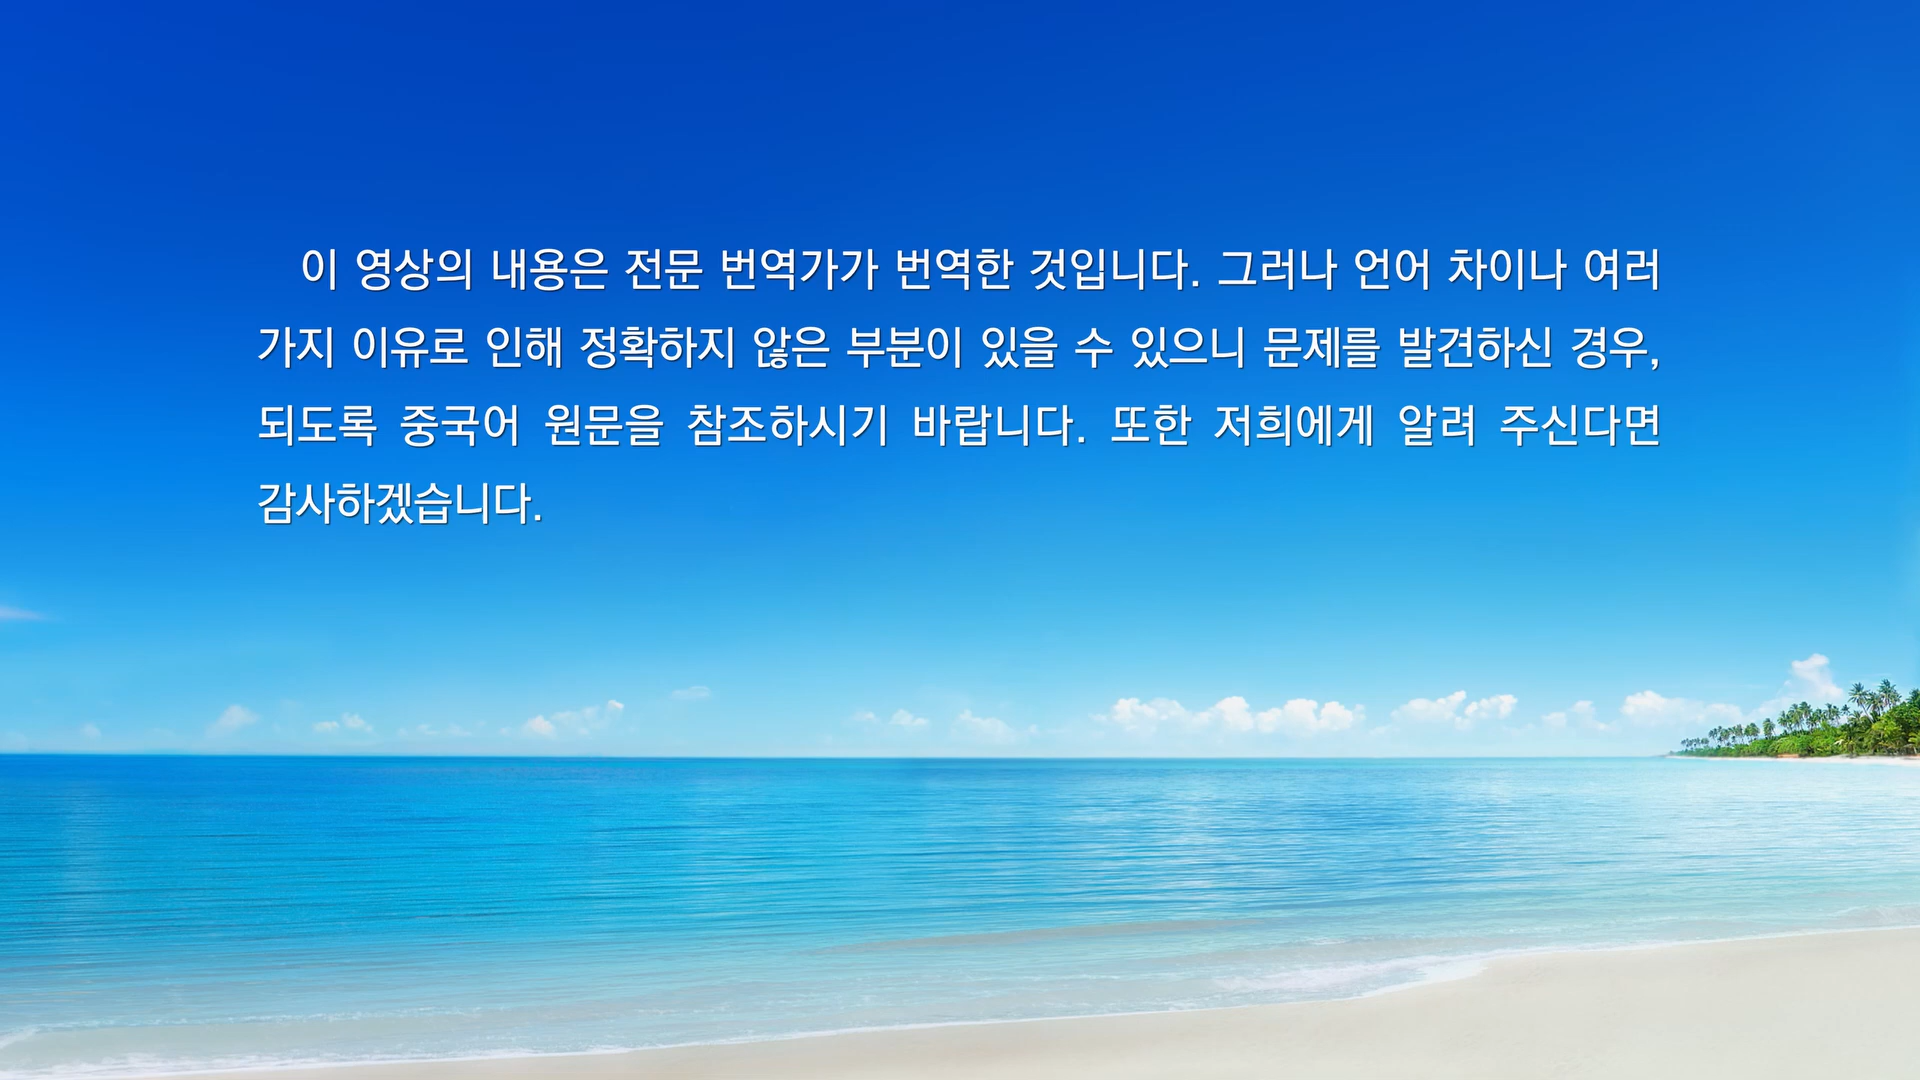 이 영상의 내용은 전문 번역가가 번역한 것입니다. 그러나 언어 차이나 여러
가지 이유로 인해 정확하지 않은 부분이 있을 수 있으니 문제를 발견하신 경우,
되도록 중국어 원문을 참조하시기 바랍니다. 또한 저희에게 알려 주신다면
감사하겠습니다.